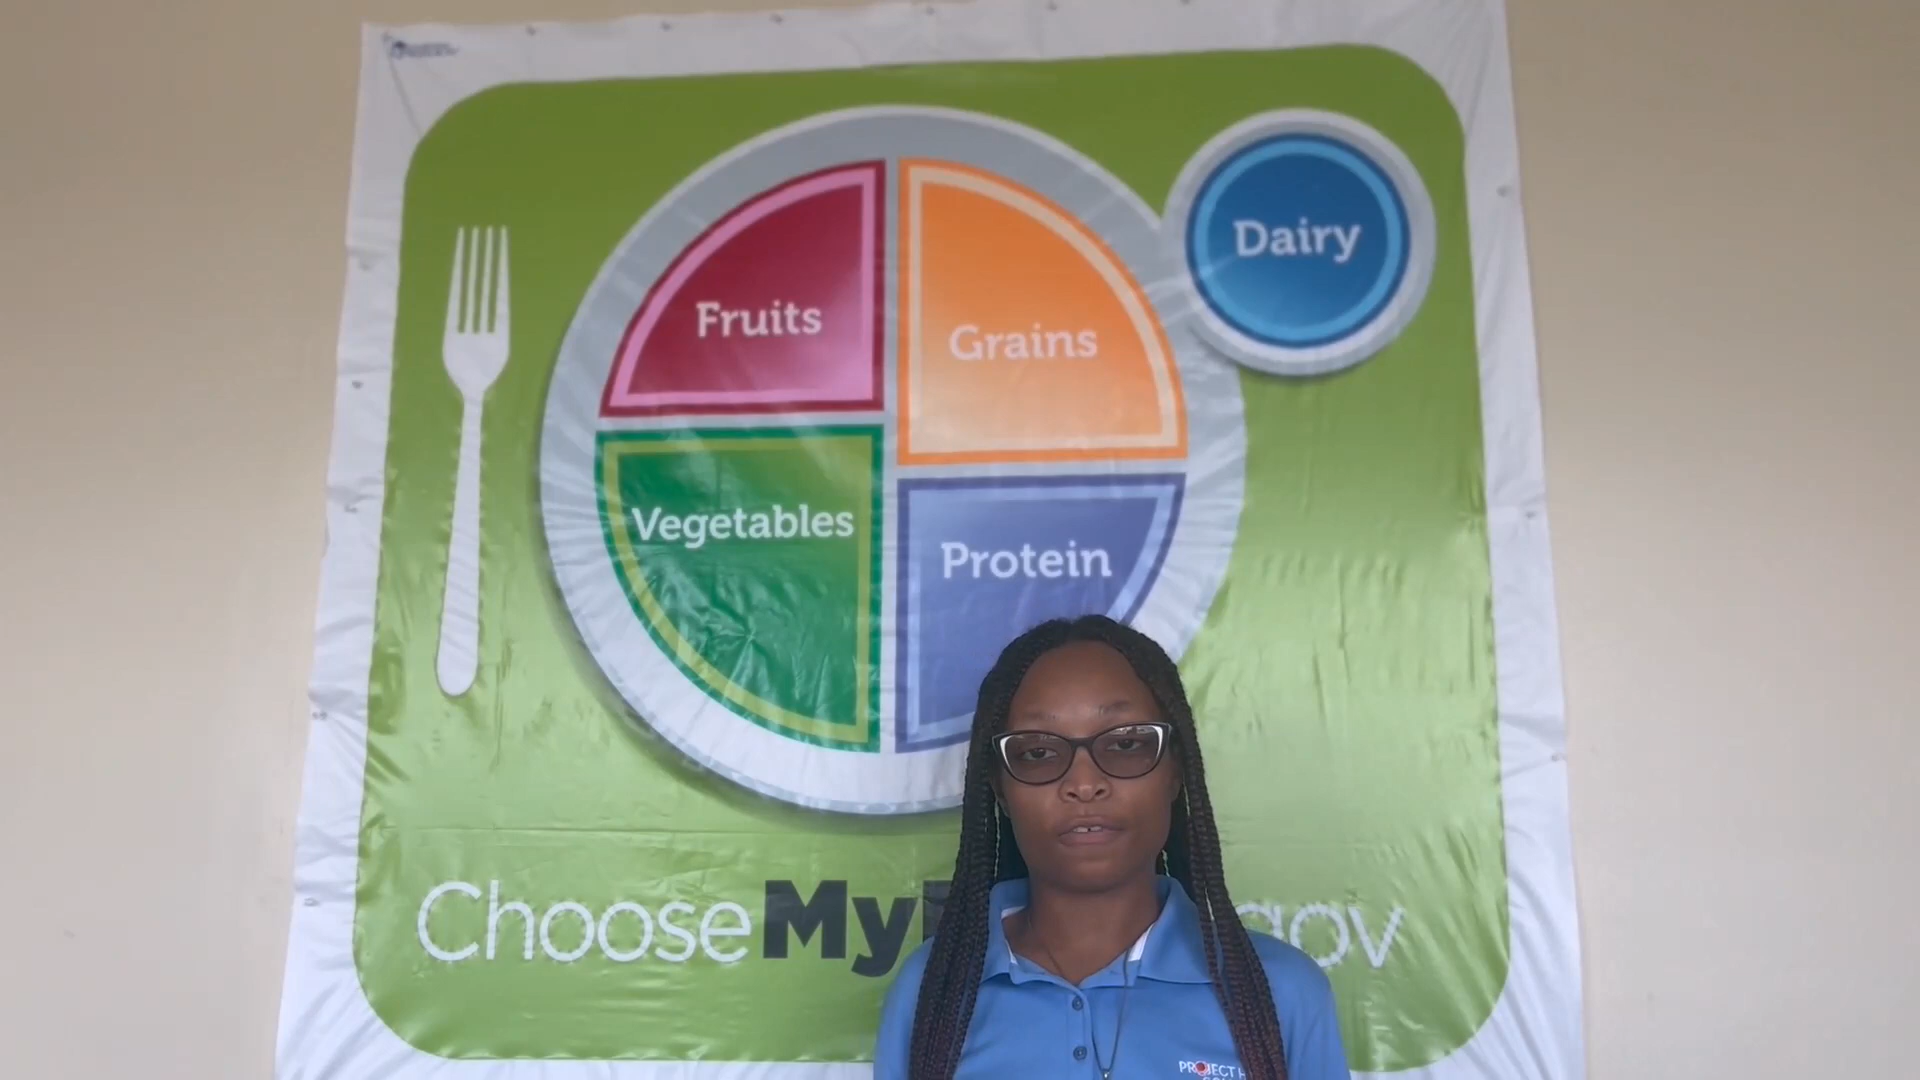 Dairy
Fruits
Grains
Vegetables
Protein
ChooseMy gov
PROJECT